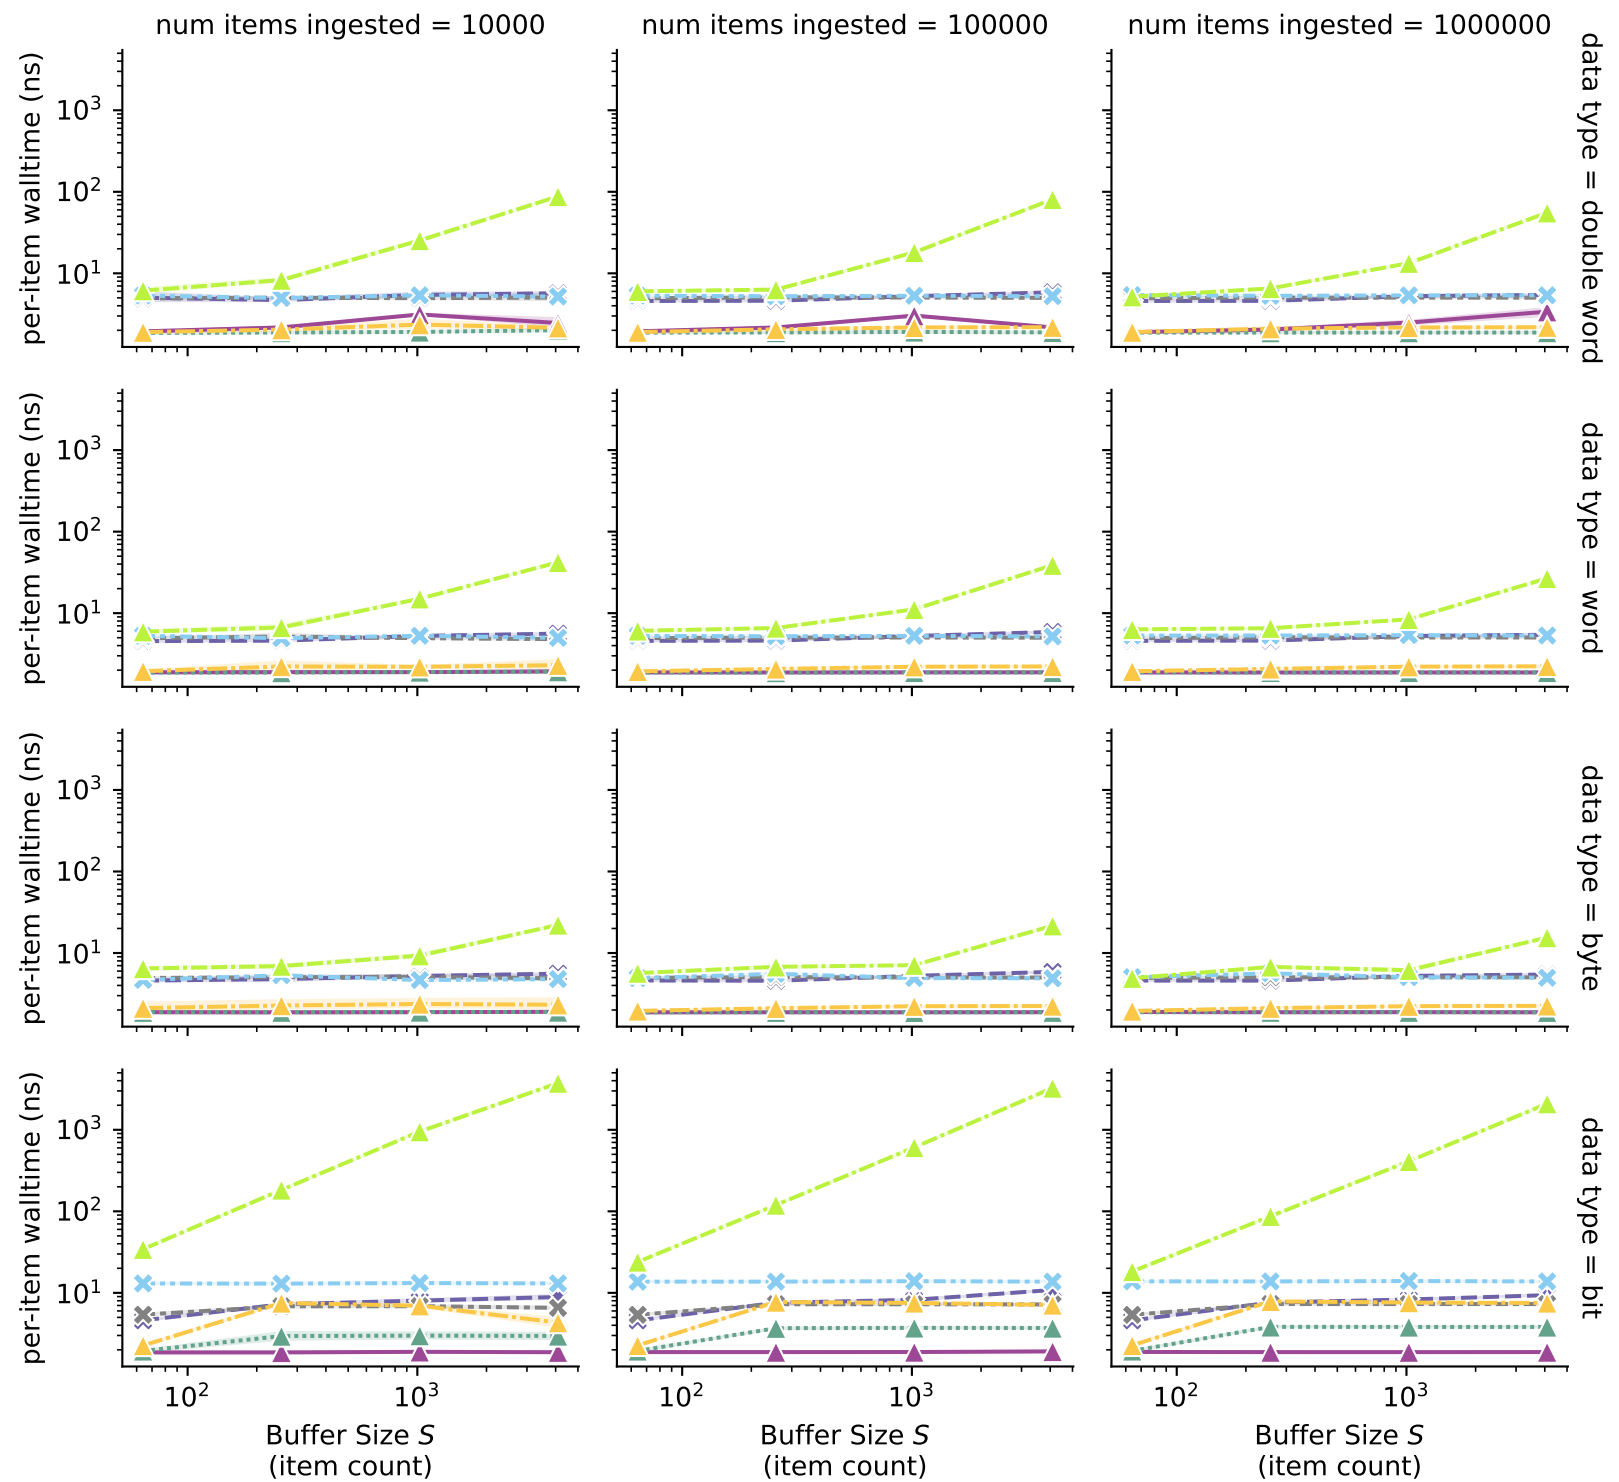 num items ingested = 10000
num items ingested = 100000
num items ingested = 1000000
per-item walltime (ns)
10³
10²
10¹
data type = double word
per-item walltime (ns)
10³
10²
10¹
data type = word
per-item walltime (ns)
10³
10²
10¹
data type = byte
per-item walltime (ns)
10³
10²
10¹
data type = bit
10² 10³ 10² 10³ 10² 10³
Buffer Size S
(item count)
Buffer Size S
(item count)
Buffer Size S
(item count)